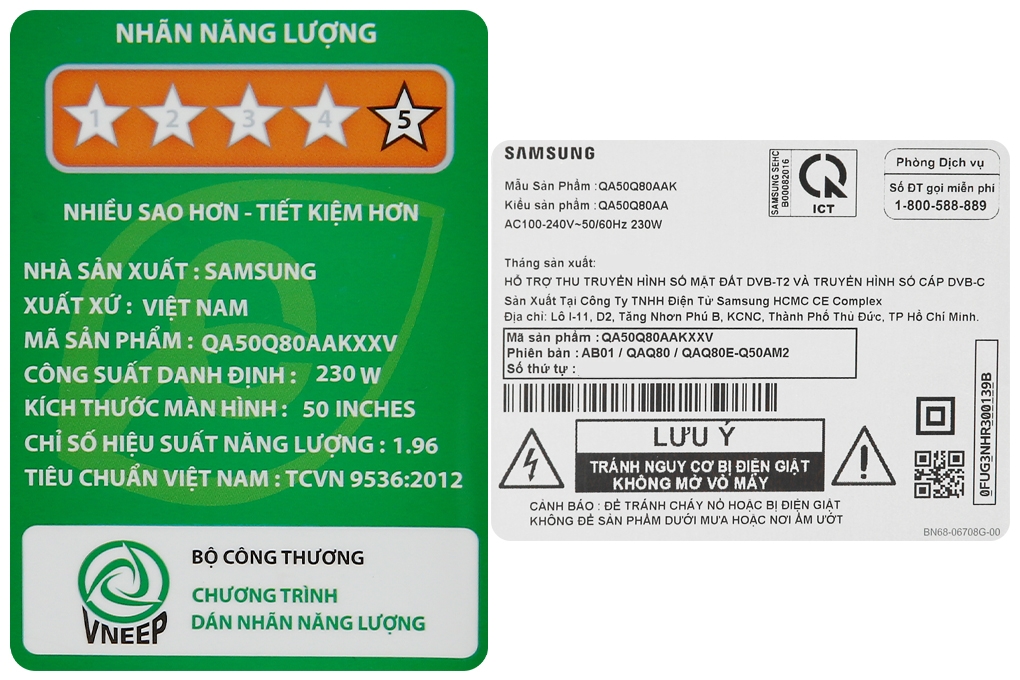 NHÃN NĂNG LƯỢNG
1 2 3 4 5
NHIỀU SAO HƠN - TIẾT KIỆM HƠN
NHÀ SẢN XUẤT : SAMSUNG
XUẤT XỨ : VIỆT NAM
MÃ SẢN PHẨM : QA50Q80AAKXXV
CÔNG SUẤT DANH ĐỊNH : 230 W
KÍCH THƯỚC MÀN HÌNH : 50 INCHES
CHỈ SỐ HIỆU SUẤT NĂNG LƯỢNG : 1.96
TIÊU CHUẨN VIỆT NAM : TCVN 9536:2012
VNEEP
BỘ CÔNG THƯƠNG
CHƯƠNG TRÌNH
DÁN NHÃN NĂNG LƯỢNG
SAMSUNG
Mẫu Sản Phẩm :QA50Q80AAK
Kiểu sản phẩm :QA50Q80AA
AC100-240V~50/60Hz 230W
SAMSUNG SEHC
B00082016
ICT
Phòng Dịch vụ
Số ĐT gọi miễn phí
1-800-588-889
Tháng sản xuất:
HỖ TRỢ THU TRUYỀN HÌNH SỐ MẶT ĐẤT DVB-T2 VÀ TRUYỀN HÌNH SỐ CÁP DVB-C
Sản Xuất Tại Công Ty TNHH Điện Tử Samsung HCMC CE Complex
Địa chỉ: Lô I-11, D2, Tăng Nhơn Phú B, KCNC, Thành Phố Thủ Đức, TP Hồ Chí Minh.
Mã sản phẩm : QA50Q80AAKXXV
Phiên bản : AB01 / QAQ80 / QAQ80E-Q50AM2
Số thứ tự :
LƯU Ý
TRÁNH NGUY CƠ BỊ ĐIỆN GIẬT
KHÔNG MỞ VỎ MÁY
CẢNH BÁO : ĐỂ TRÁNH CHÁY NỔ HOẶC BỊ ĐIỆN GIẬT
KHÔNG ĐỂ SẢN PHẨM DƯỚI MƯA HOẶC NƠI ẨM ƯỚT
0FUG3NHR300139B
BN68-06708G-00